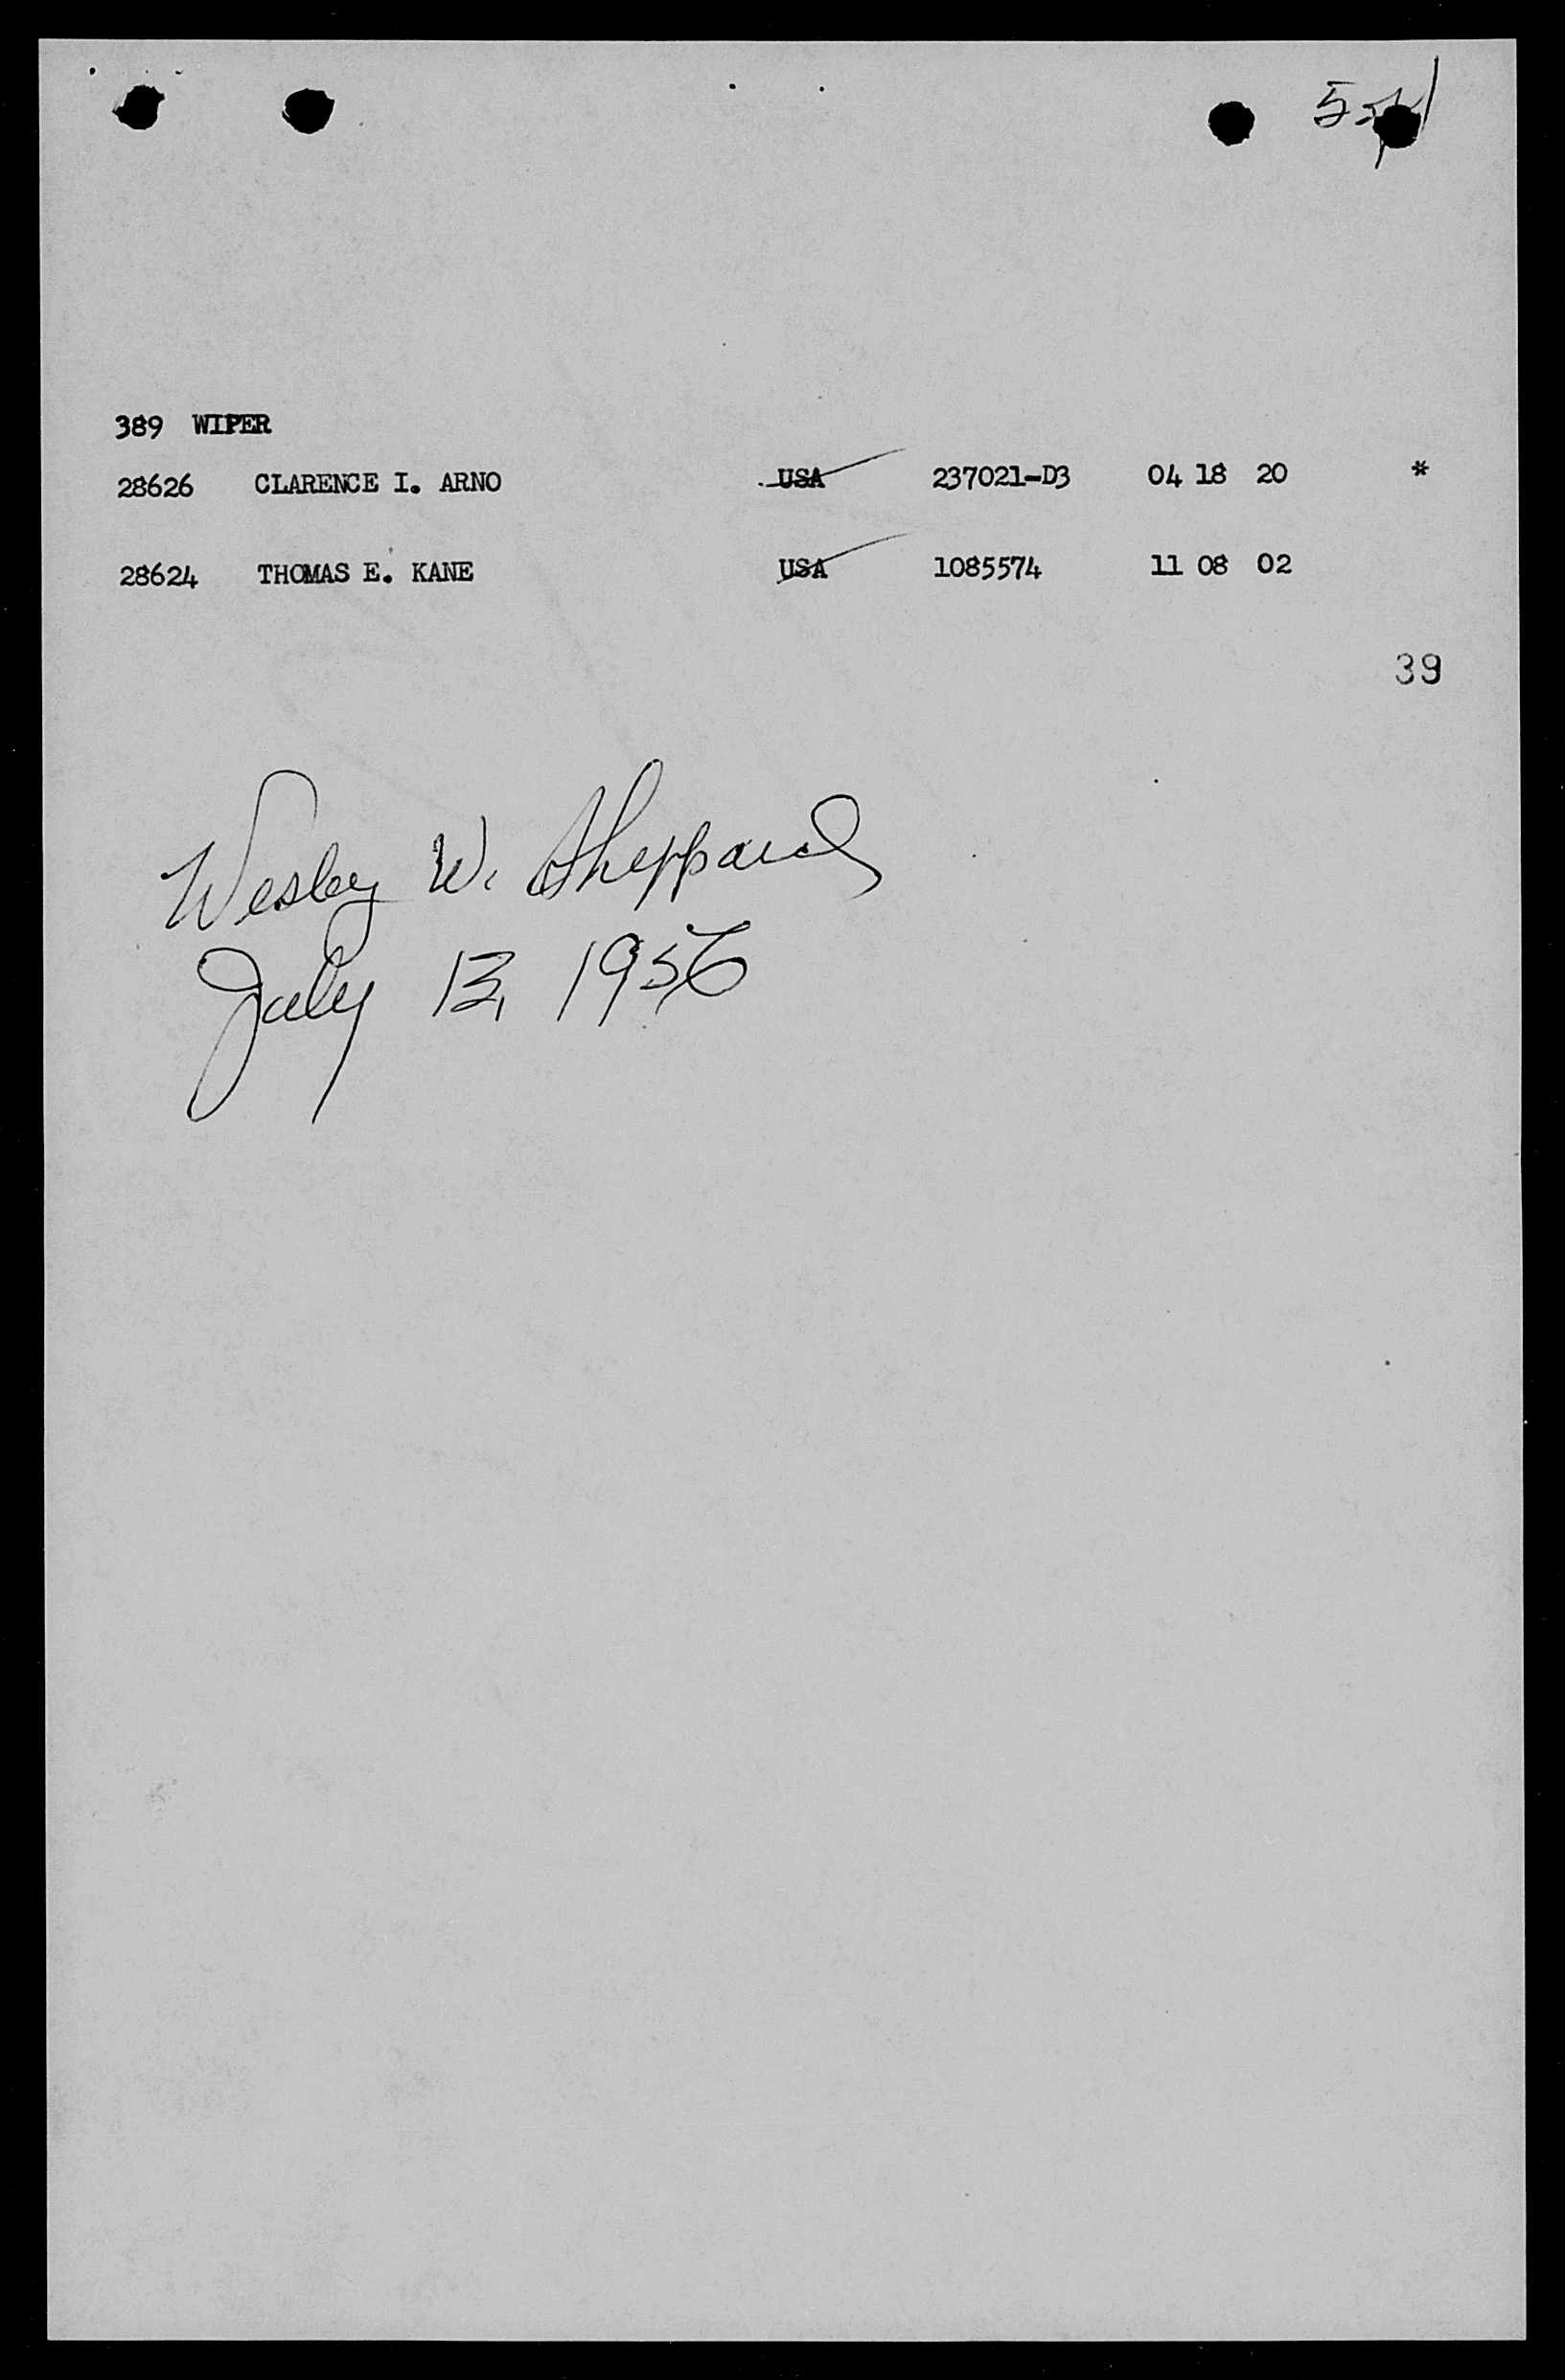 389 WIPER
28626 CLARENCE I. ARNO USA 237021-D3 04 18 20 *
28624 THOMAS E. KANE USA 1085574 11 08 02
39
Wesley W. Sheppard
July 13, 1956